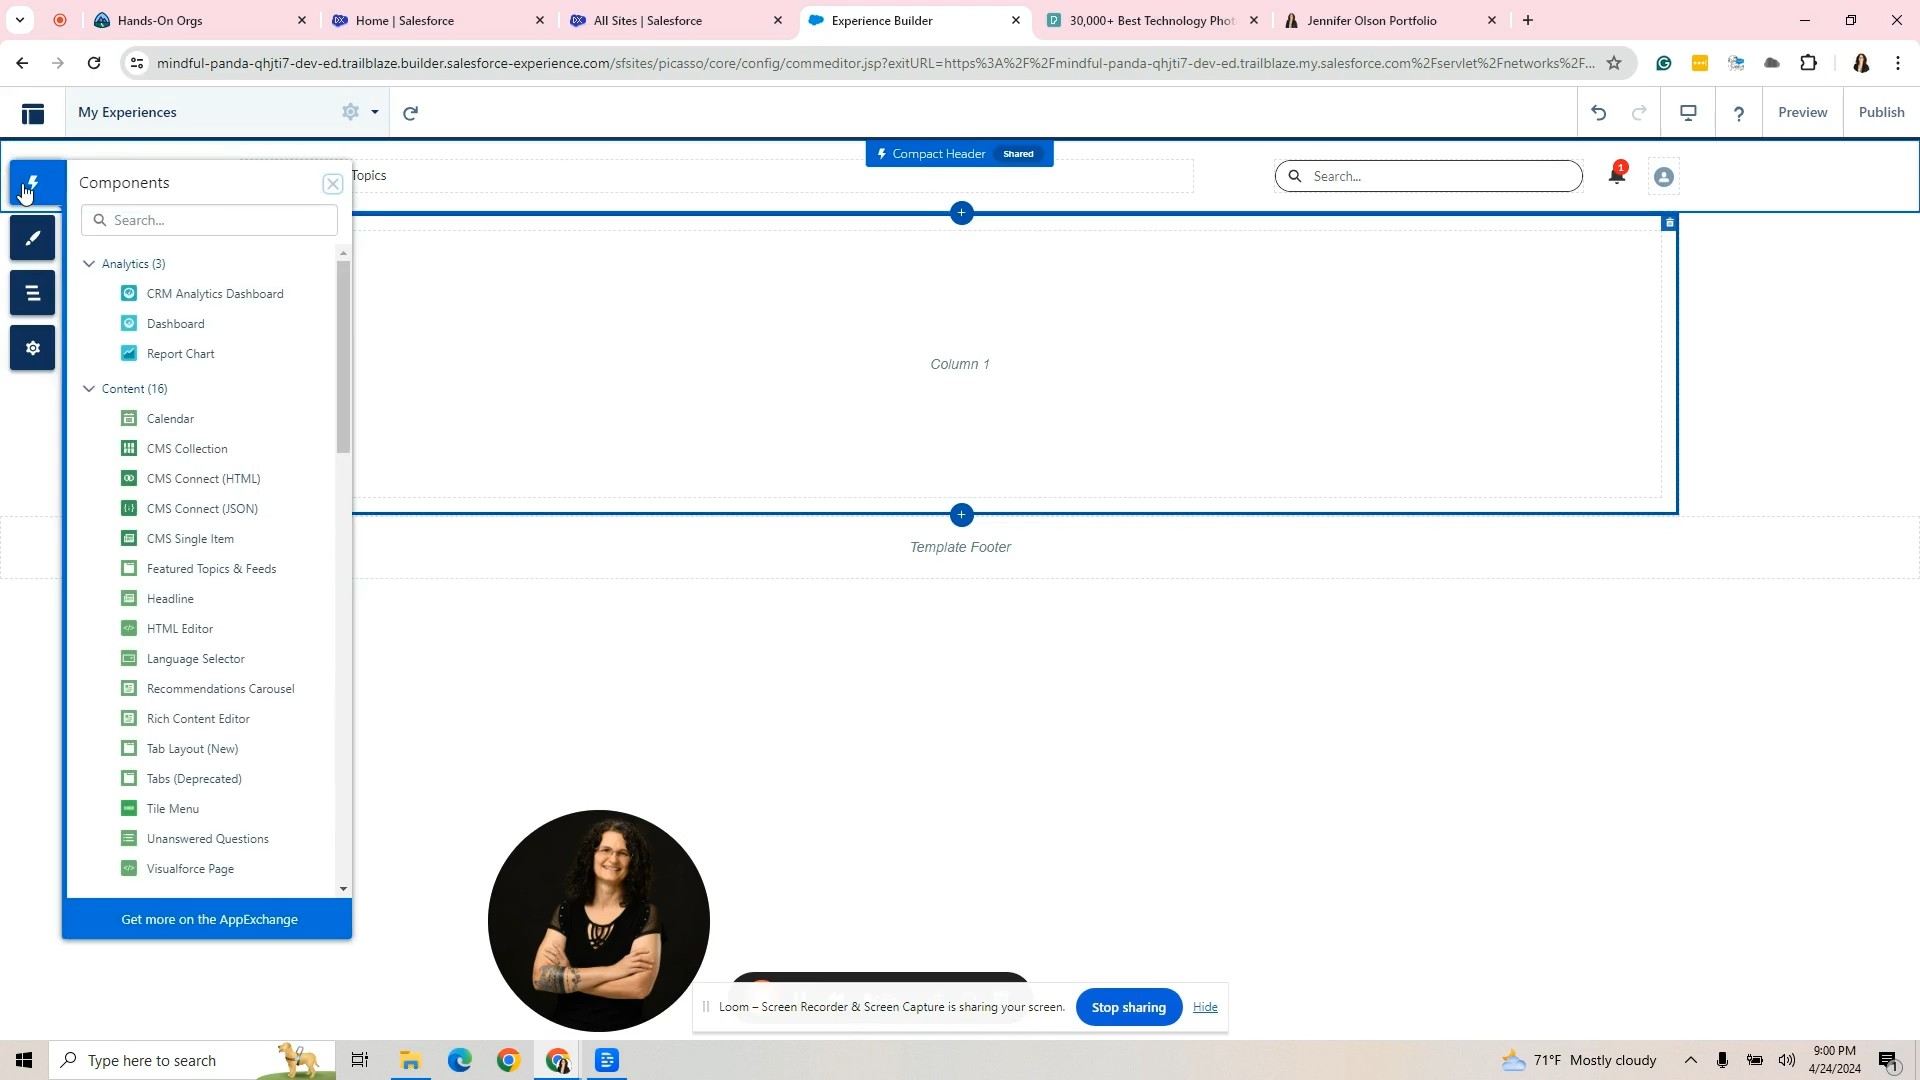 Hands-On Orgs
Home | Salesforce
All Sites | Salesforce
Experience Builder
30,000+ Best Technology Phot
Jennifer Olson Portfolio
mindful-panda-qhjti7-dev-ed.trailblaze.builder.salesforce-experience.com/sfsites/picasso/core/config/commeditor.jsp?exitURL=https%3A%2F%2Fmindful-panda-qhjti7-dev-ed.trailblaze.my.salesforce.com%2Fservlet%2Fnetworks%2F...
My Experiences
Preview
Publish
Compact Header Shared
Components
Topics
Search...
1
Search...
Analytics (3)
CRM Analytics Dashboard
Dashboard
Report Chart
Column 1
Content (16)
Calendar
CMS Collection
CMS Connect (HTML)
CMS Connect (JSON)
CMS Single Item
Template Footer
Featured Topics & Feeds
Headline
HTML Editor
Language Selector
Recommendations Carousel
Rich Content Editor
Tab Layout (New)
Tabs (Deprecated)
Tile Menu
Unanswered Questions
Visualforce Page
Get more on the AppExchange
Loom – Screen Recorder & Screen Capture is sharing your screen.
Stop sharing
Hide
Type here to search
71°F Mostly cloudy
9:00 PM
4/24/2024
1